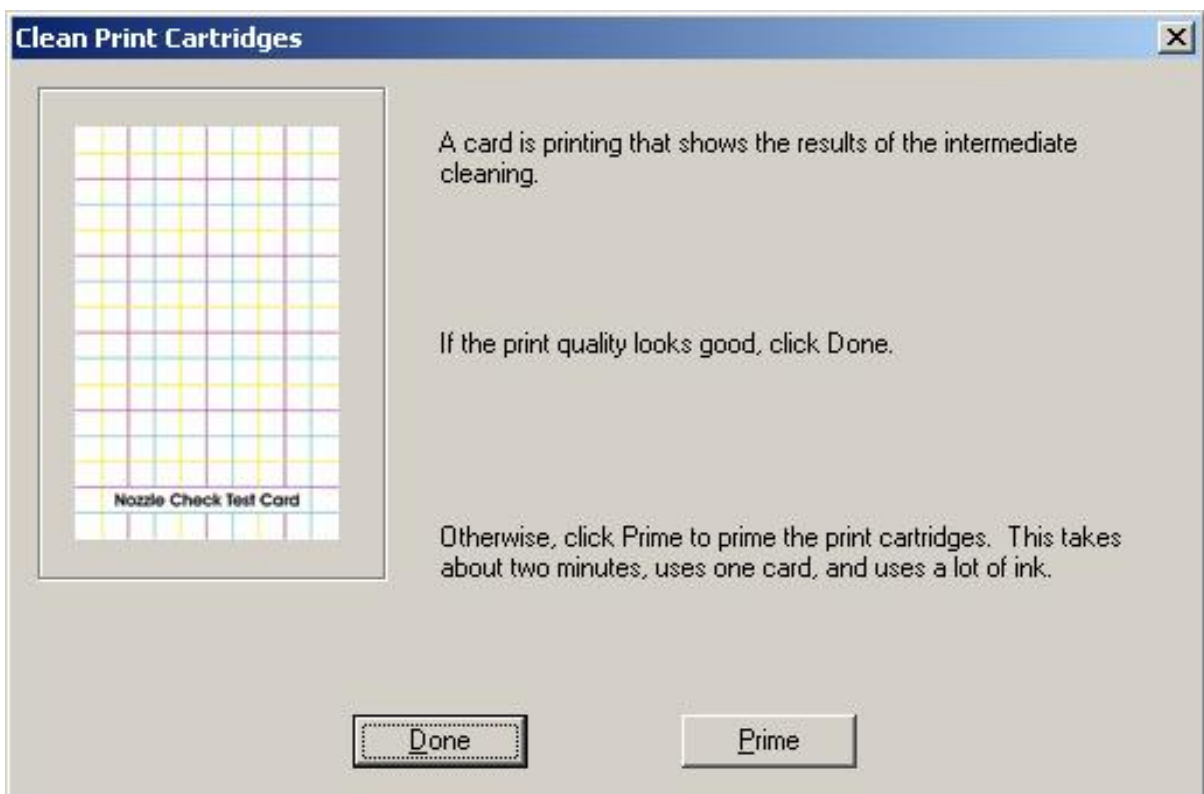 Clean Print Cartridges
A card is printing that shows the results of the intermediate
cleaning.
If the print quality looks good, click Done.
Nozzle Check Test Card
Otherwise, click Prime to prime the print cartridges.  This takes
about two minutes, uses one card, and uses a lot of ink.
Done
Prime